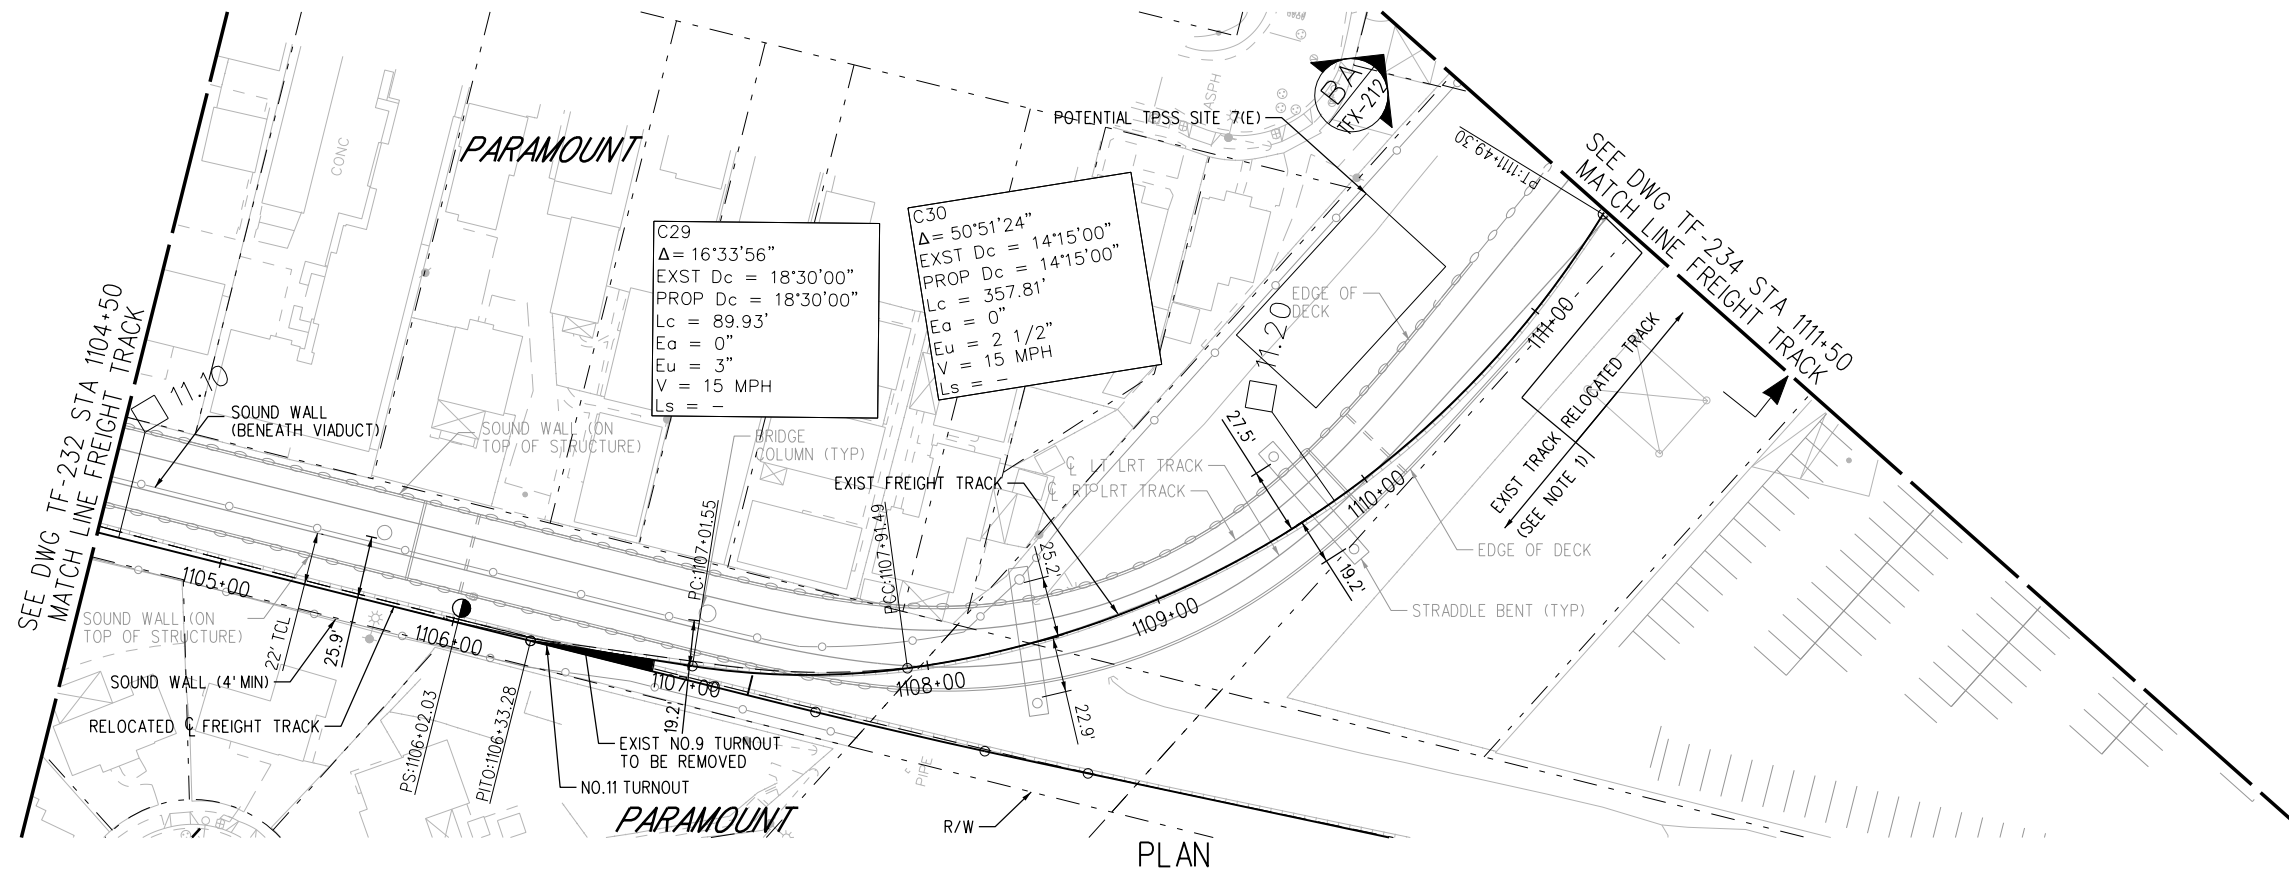 SEE DWG TF-232 STA 1104+50
MATCH LINE FREIGHT TRACK
11.10
SOUND WALL
(BENEATH VIADUCT)
CONC
PARAMOUNT
SOUND WALL (ON
TOP OF STRUCTURE)
C29
Δ= 16°33'56"
EXST Dc = 18°30'00"
PROP Dc = 18°30'00"
Lc = 89.93'
Ea = 0"
Eu = 3"
V = 15 MPH
Ls = –
C30
Δ= 50°51'24"
EXST Dc = 14°15'00"
PROP Dc = 14°15'00"
Lc = 357.81'
Ea = 0"
Eu = 2 1/2"
V = 15 MPH
Ls = –
BRIDGE
COLUMN (TYP)
EXIST FREIGHT TRACK
℄ LT LRT TRACK
℄ RT LRT TRACK
POTENTIAL TPSS SITE 7(E)
ASPH
BA
TFX-212
PT:1111+49.30
SEE DWG TF-234 STA 1111+50
MATCH LINE FREIGHT TRACK
EDGE OF
DECK
11.20
1111+00
EXIST TRACK
RELOCATED TRACK
(SEE NOTE 1)
27.5'
1110+00
19.2'
EDGE OF DECK
STRADDLE BENT (TYP)
25.2'
1109+00
22.9'
1108+00
PCC:1107+91.49
PC:1107+01.55
1107+00
19.2'
1106+00
1105+00
SOUND WALL (ON
TOP OF STRUCTURE)
22' TCL
25.9'
SOUND WALL (4' MIN)
RELOCATED ℄ FREIGHT TRACK
PS:1106+02.03
PITO:1106+33.28
EXIST NO.9 TURNOUT
TO BE REMOVED
NO.11 TURNOUT
PARAMOUNT
PIPE
R/W
PLAN